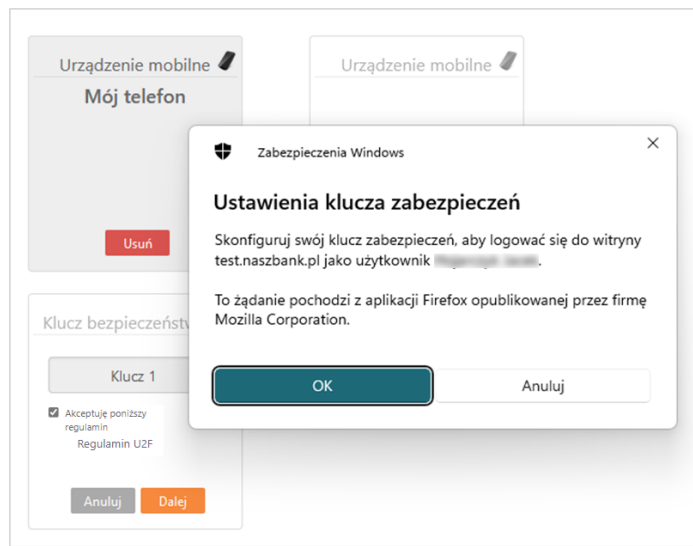 Urządzenie mobilne
Mój telefon
Usuń
Urządzenie mobilne
Zabezpieczenia Windows
Ustawienia klucza zabezpieczeń
Skonfiguruj swój klucz zabezpieczeń, aby logować się do witryny
test.naszbank.pl jako użytkownik .
To żądanie pochodzi z aplikacji Firefox opublikowanej przez firmę
Mozilla Corporation.
OK
Anuluj
Klucz
Klucz 1
Akceptuję poniższy
regulamin
Regulamin U2F
Anuluj
Dalej